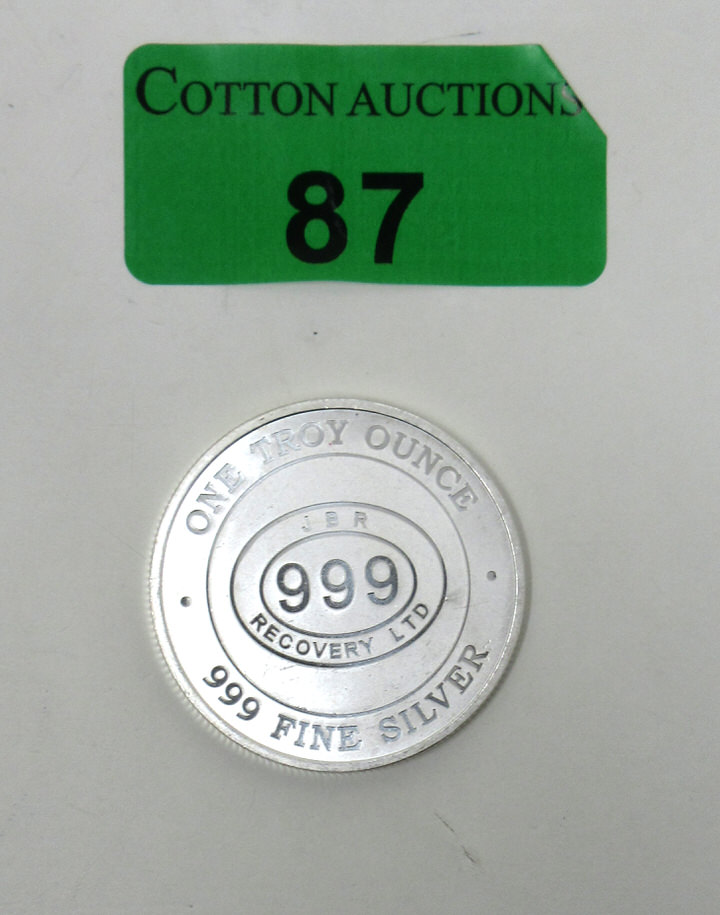 COTTON AUCTIONS
87
ONE TROY OUNCE
JBR
999
RECOVERY LTD
999 FINE SILVER